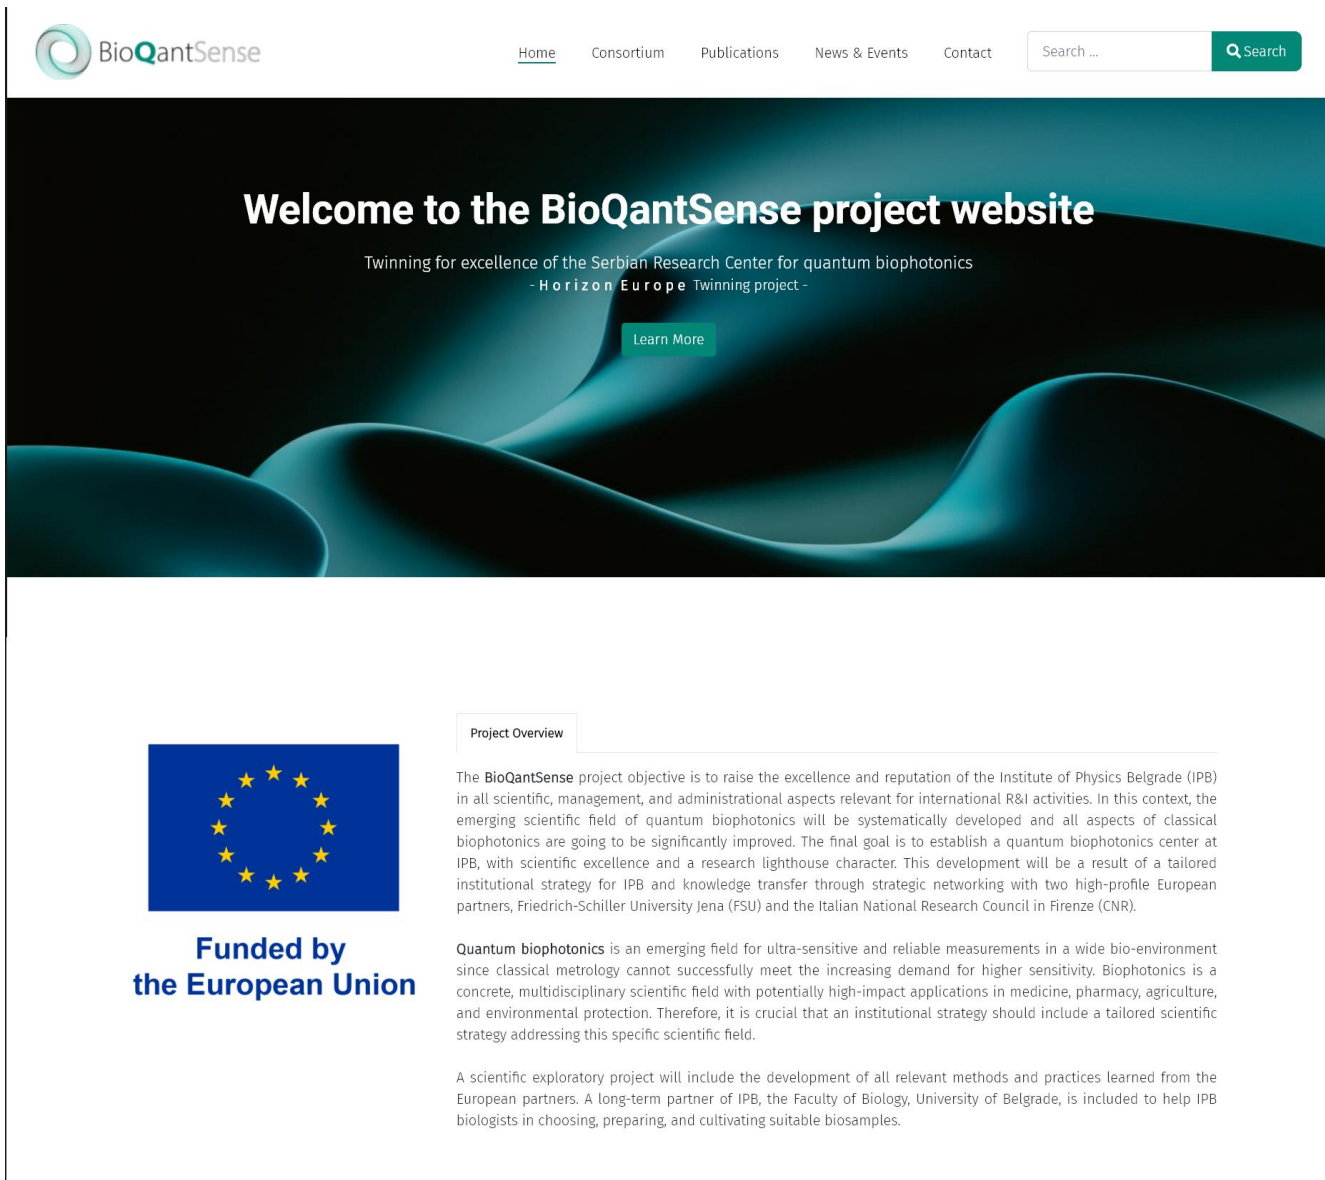 BioQantSense
Home
Consortium
Publications
News & Events
Contact
Search ...
Search
Welcome to the BioQantSense project website
Twinning for excellence of the Serbian Research Center for quantum biophotonics
- Horizon Europe Twinning project -
Learn More
Funded by
the European Union
Project Overview
The BioQantSense project objective is to raise the excellence and reputation of the Institute of Physics Belgrade (IPB)
in all scientific, management, and administrational aspects relevant for international R&I activities. In this context, the
emerging scientific field of quantum biophotonics will be systematically developed and all aspects of classical
biophotonics are going to be significantly improved. The final goal is to establish a quantum biophotonics center at
IPB, with scientific excellence and a research lighthouse character. This development will be a result of a tailored
institutional strategy for IPB and knowledge transfer through strategic networking with two high-profile European
partners, Friedrich-Schiller University Jena (FSU) and the Italian National Research Council in Firenze (CNR).
Quantum biophotonics is an emerging field for ultra-sensitive and reliable measurements in a wide bio-environment
since classical metrology cannot successfully meet the increasing demand for higher sensitivity. Biophotonics is a
concrete, multidisciplinary scientific field with potentially high-impact applications in medicine, pharmacy, agriculture,
and environmental protection. Therefore, it is crucial that an institutional strategy should include a tailored scientific
strategy addressing this specific scientific field.
A scientific exploratory project will include the development of all relevant methods and practices learned from the
European partners. A long-term partner of IPB, the Faculty of Biology, University of Belgrade, is included to help IPB
biologists in choosing, preparing, and cultivating suitable biosamples.